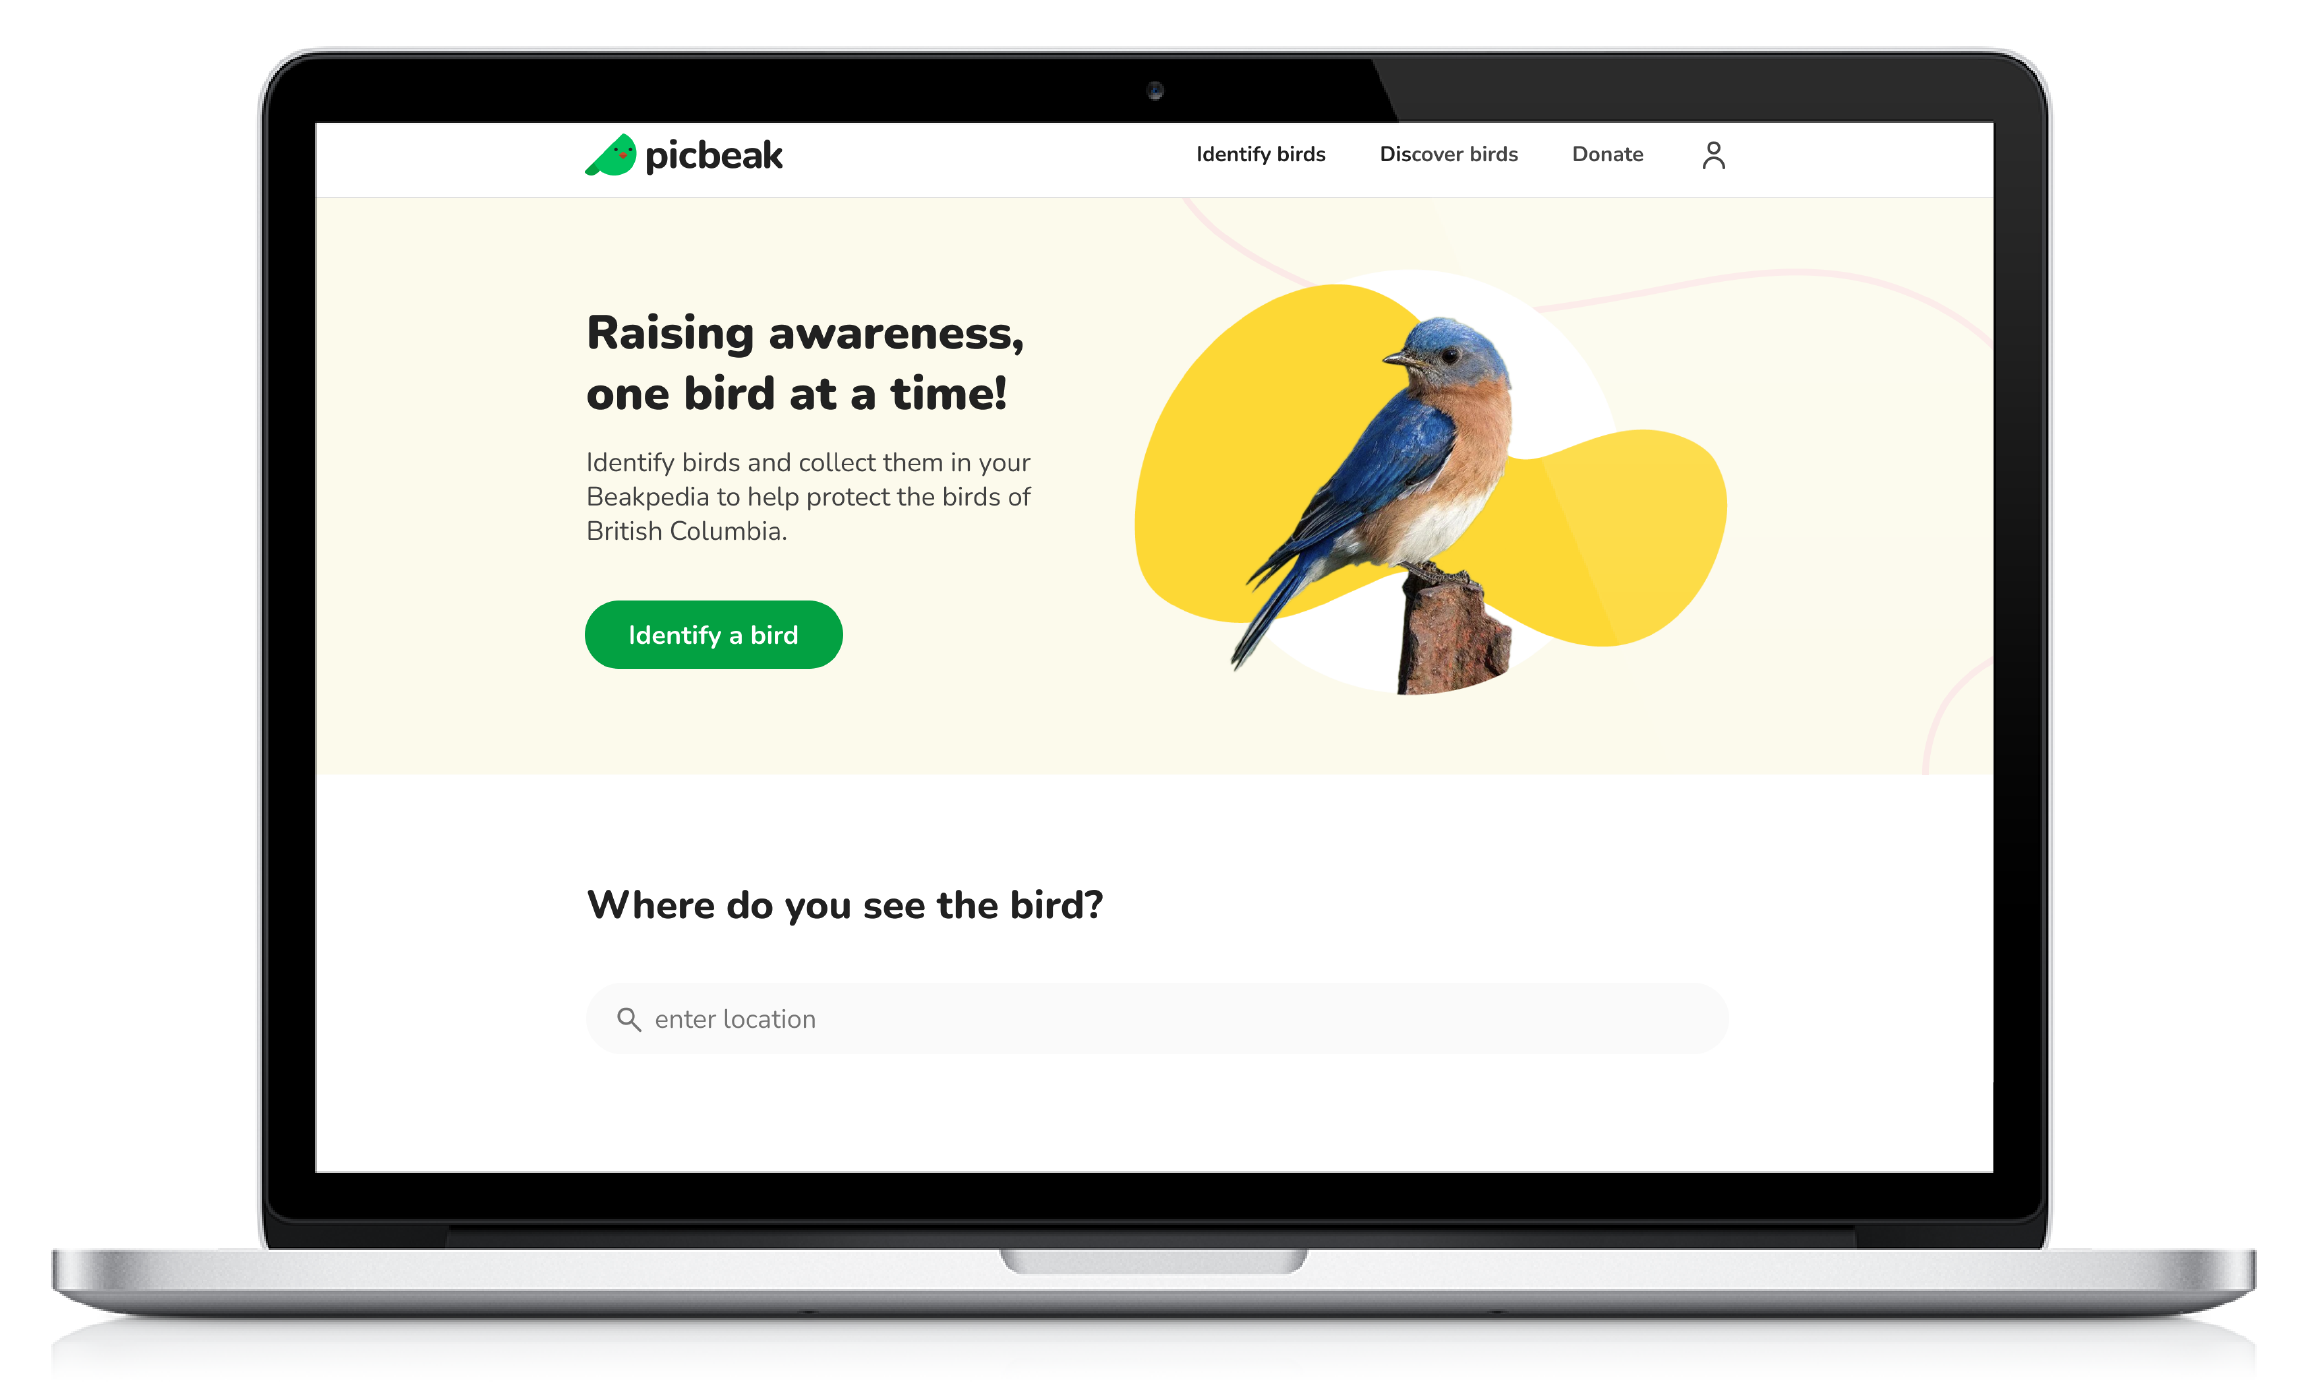 picbeak
Identify birds
Discover birds
Donate
Raising awareness,
one bird at a time!
Identify birds and collect them in your
Beakpedia to help protect the birds of
British Columbia.
Identify a bird
Where do you see the bird?
enter location